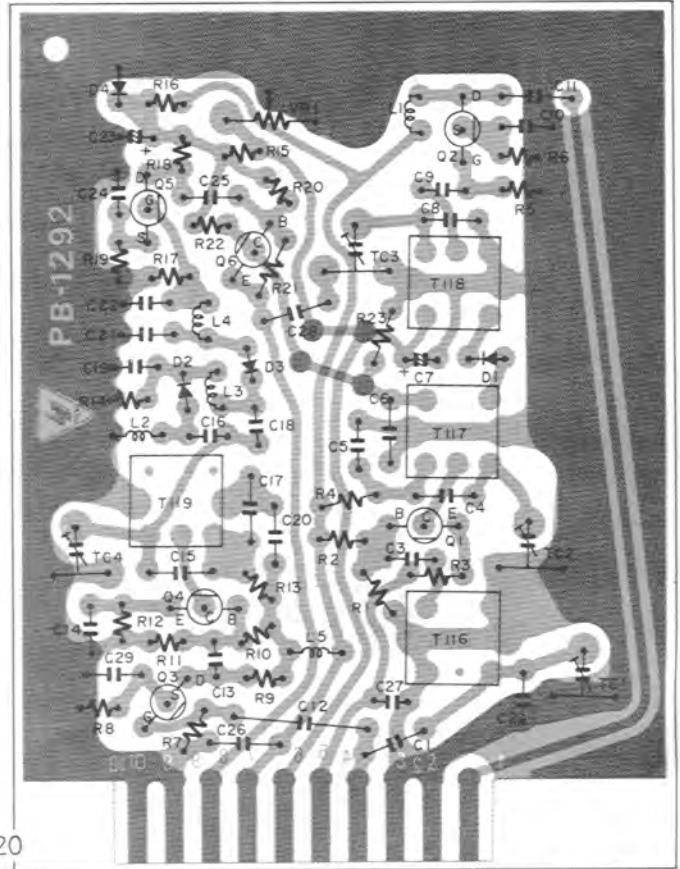 D4 R16 VR1 L1 D C11
C23 S C10
+ R18 R15 Q2 G R6
D Q5
C24 G C25 R20 C9 R5
S R22 B C8
PB-1292
R19 R17 Q6 C TC3
E R21 T118
C22 L4 C28 R23
C21
C19 D2 D3 + C7 D1
L3
L2 C16 C18 C5 C6 T117
T119 C17 R4 C4
B C E
C20 R2 Q1
TC4 C15 C3 R3 TC2
R13 R1
Q4 E C B
C14 R12 T116
R11 R10 L5
C29 Q3 S D C13 R9 C27
R8 G C12
R7 C26 C1
20